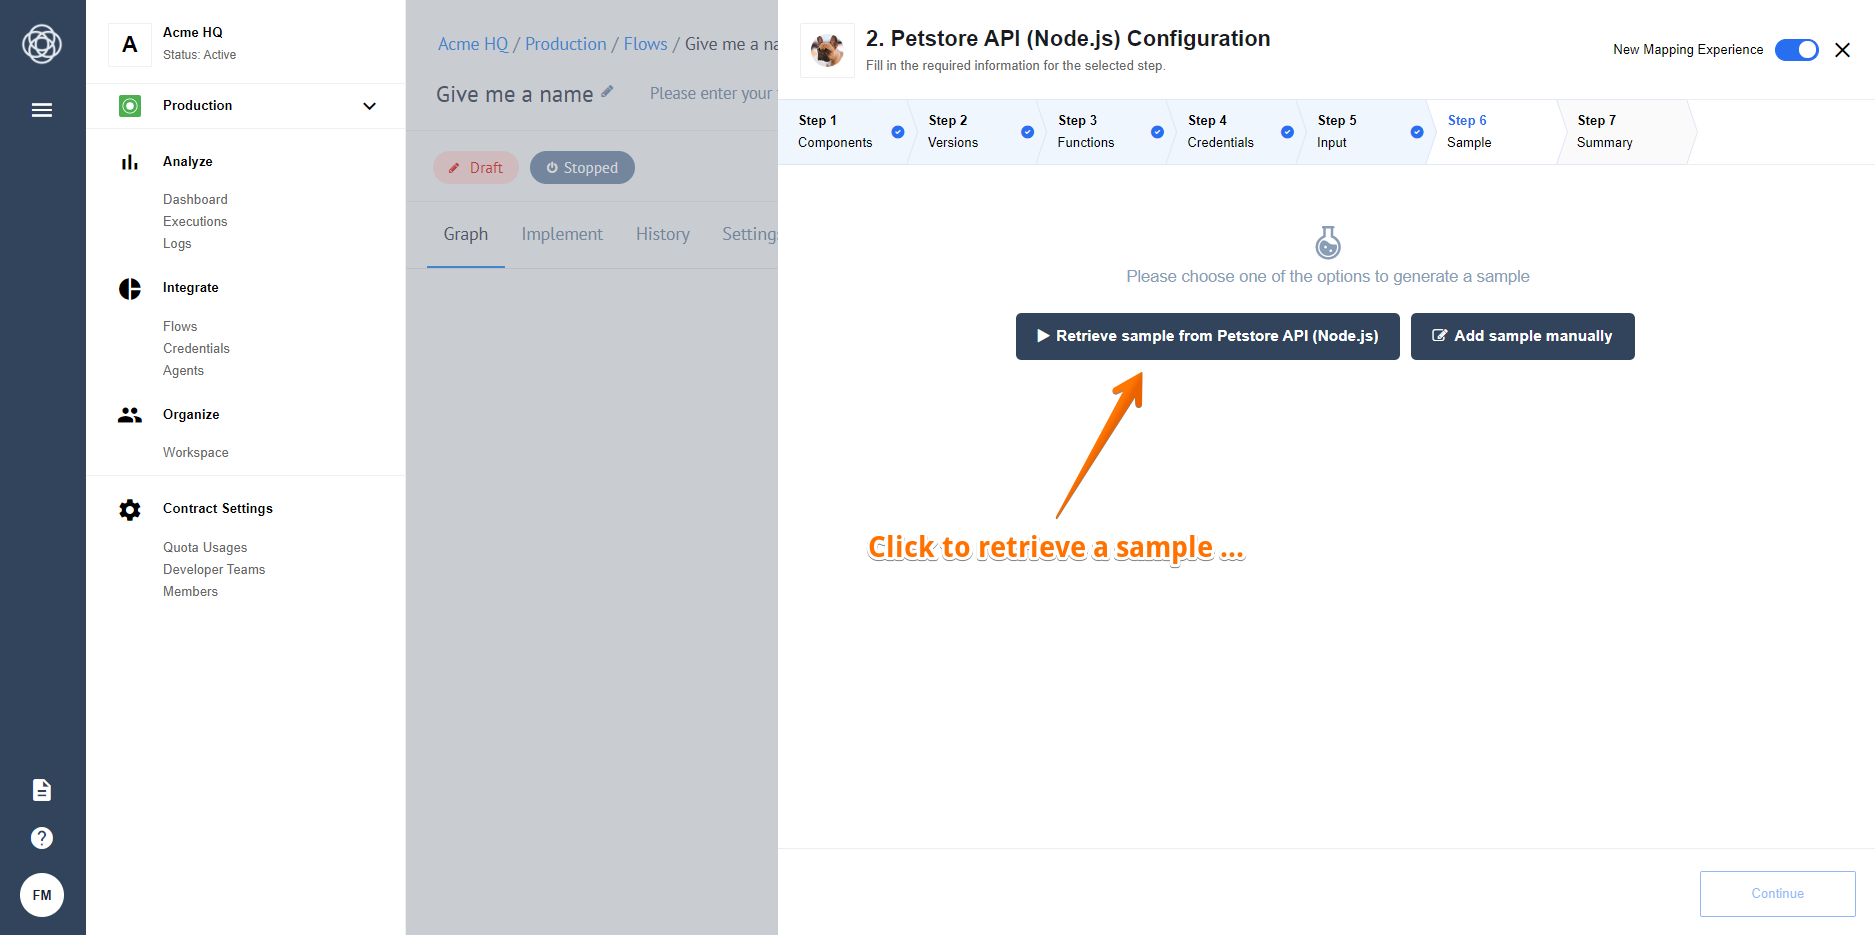 A
Acme HQ
Status: Active
Production
Analyze
Dashboard
Executions
Logs
Integrate
Flows
Credentials
Agents
Organize
Workspace
Contract Settings
Quota Usages
Developer Teams
Members
FM
Acme HQ / Production / Flows / Give me a na
Give me a name
Please enter your
Draft
Stopped
Graph
Implement
History
Setting
2. Petstore API (Node.js) Configuration
Fill in the required information for the selected step.
New Mapping Experience
Step 1
Components
Step 2
Versions
Step 3
Functions
Step 4
Credentials
Step 5
Input
Step 6
Sample
Step 7
Summary
Please choose one of the options to generate a sample
Retrieve sample from Petstore API (Node.js)
Add sample manually
Click to retrieve a sample ...
Continue